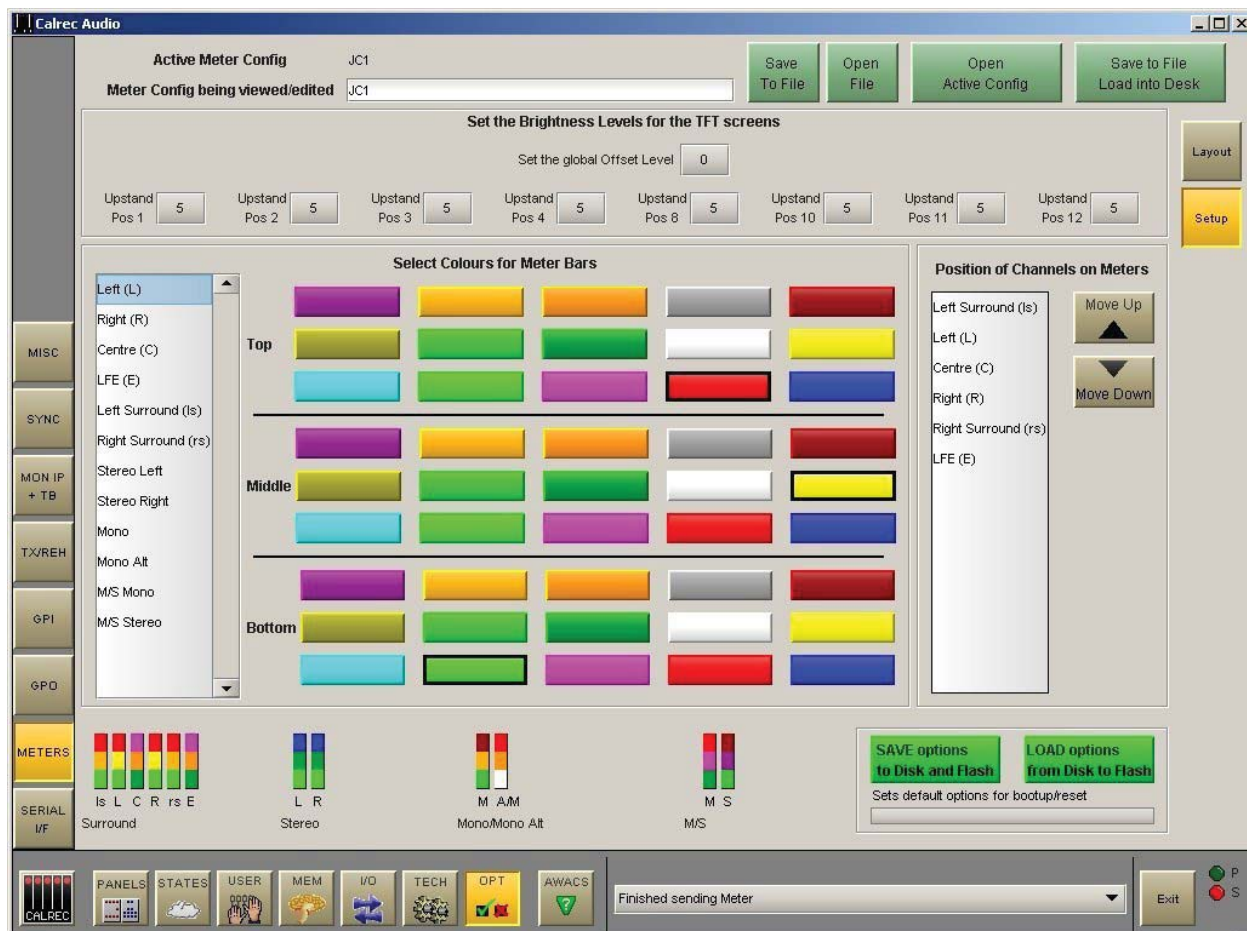 Calrec Audio
Active Meter Config JC1
Meter Config being viewed/edited JC1
Save To File
Open File
Open Active Config
Save to File Load into Desk
Set the Brightness Levels for the TFT screens
Set the global Offset Level 0
Upstand Pos 1 5
Upstand Pos 2 5
Upstand Pos 3 5
Upstand Pos 4 5
Upstand Pos 8 5
Upstand Pos 10 5
Upstand Pos 11 5
Upstand Pos 12 5
Layout
Setup
Select Colours for Meter Bars
Left (L)
Right (R)
Centre (C)
LFE (E)
Left Surround (ls)
Right Surround (rs)
Stereo Left
Stereo Right
Mono
Mono Alt
M/S Mono
M/S Stereo
Top
Middle
Bottom
Position of Channels on Meters
Left Surround (ls)
Left (L)
Centre (C)
Right (R)
Right Surround (rs)
LFE (E)
Move Up
Move Down
MISC
SYNC
MON IP + TB
TX/REH
GPI
GPO
METERS
SERIAL I/F
ls L C R rs E
Surround
L R
Stereo
M A/M
Mono/Mono Alt
M S
M/S
SAVE options to Disk and Flash
LOAD options from Disk to Flash
Sets default options for bootup/reset
CALREC
PANELS
STATES
USER
MEM
I/O
TECH
OPT
AWACS
?
Finished sending Meter
Exit
P
S